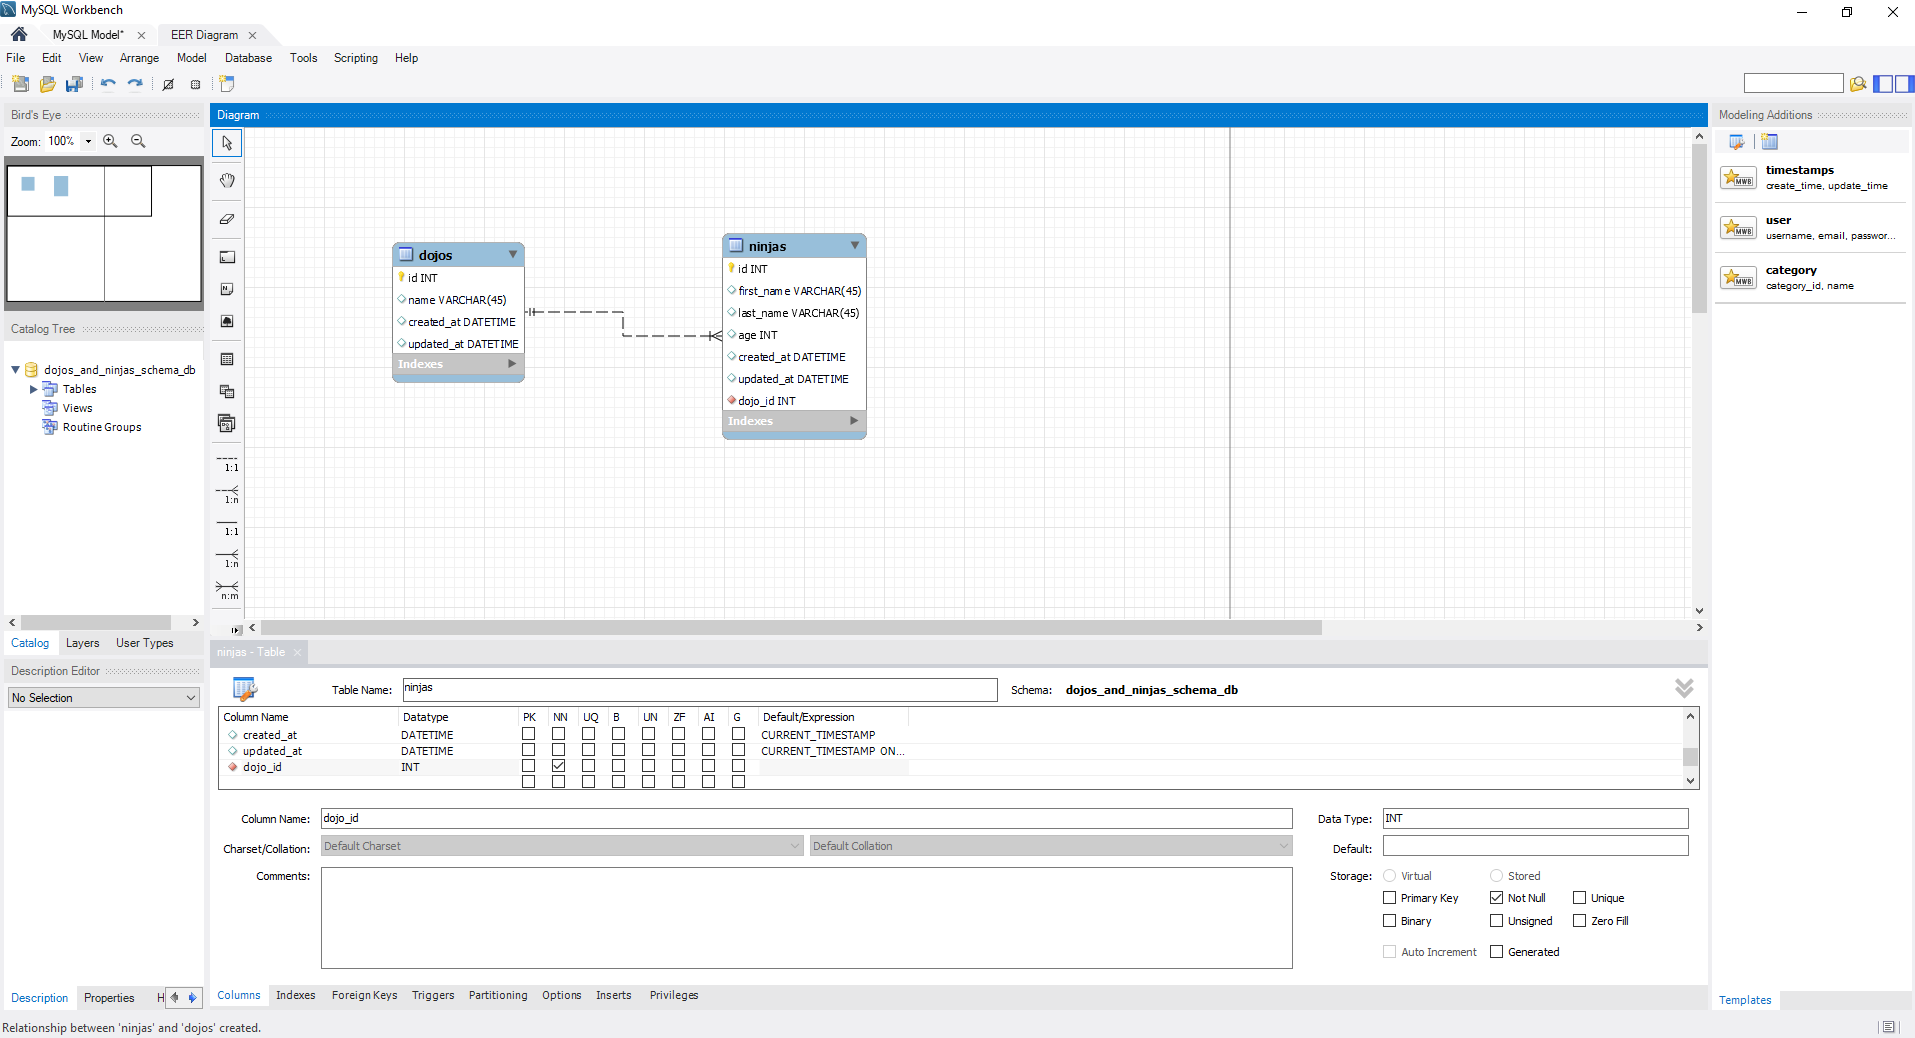 MySQL Workbench
MySQL Model* ×
EER Diagram ×
File Edit View Arrange Model Database Tools Scripting Help
Bird's Eye
Zoom: 100%
Catalog Tree
dojos_and_ninjas_schema_db
Tables
Views
Routine Groups
Catalog Layers User Types
Description Editor
No Selection
Description Properties H
Diagram
1:1
1:n
1:1
1:n
n:m
dojos
id INT
name VARCHAR(45)
created_at DATETIME
updated_at DATETIME
Indexes
ninjas
id INT
first_name VARCHAR(45)
last_name VARCHAR(45)
age INT
created_at DATETIME
updated_at DATETIME
dojo_id INT
Indexes
Modeling Additions
MWB
timestamps
create_time, update_time
MWB
user
username, email, passwor...
MWB
category
category_id, name
Templates
ninjas - Table ×
Table Name: ninjas Schema: dojos_and_ninjas_schema_db
Column Name Datatype PK NN UQ B UN ZF AI G Default/Expression
created_at DATETIME CURRENT_TIMESTAMP
updated_at DATETIME CURRENT_TIMESTAMP ON...
dojo_id INT
Column Name: dojo_id Data Type: INT
Charset/Collation: Default Charset Default Collation Default:
Comments: Storage: Virtual Stored
Primary Key Not Null Unique
Binary Unsigned Zero Fill
Auto Increment Generated
Columns Indexes Foreign Keys Triggers Partitioning Options Inserts Privileges
Relationship between 'ninjas' and 'dojos' created.